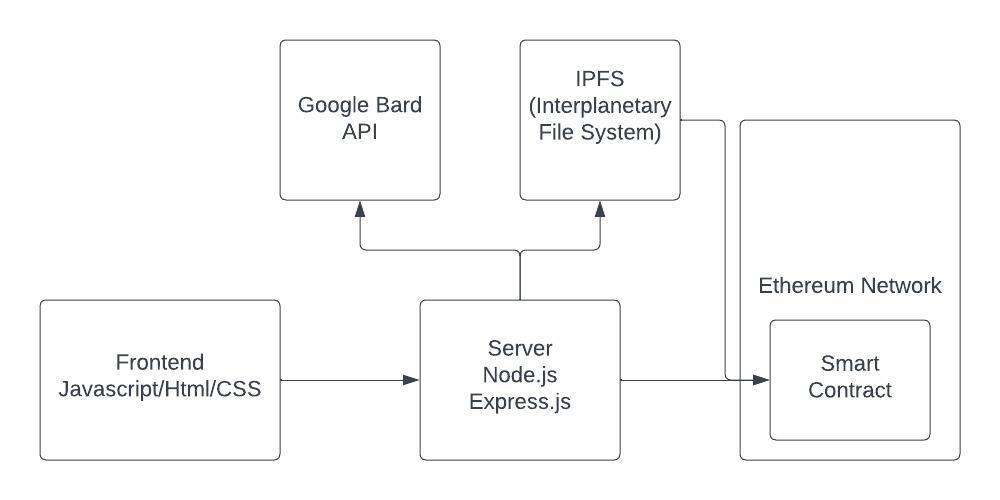 Google Bard
API
IPFS
(Interplanetary
File System)
Ethereum Network
Frontend
Javascript/Html/CSS
Server
Node.js
Express.js
Smart
Contract